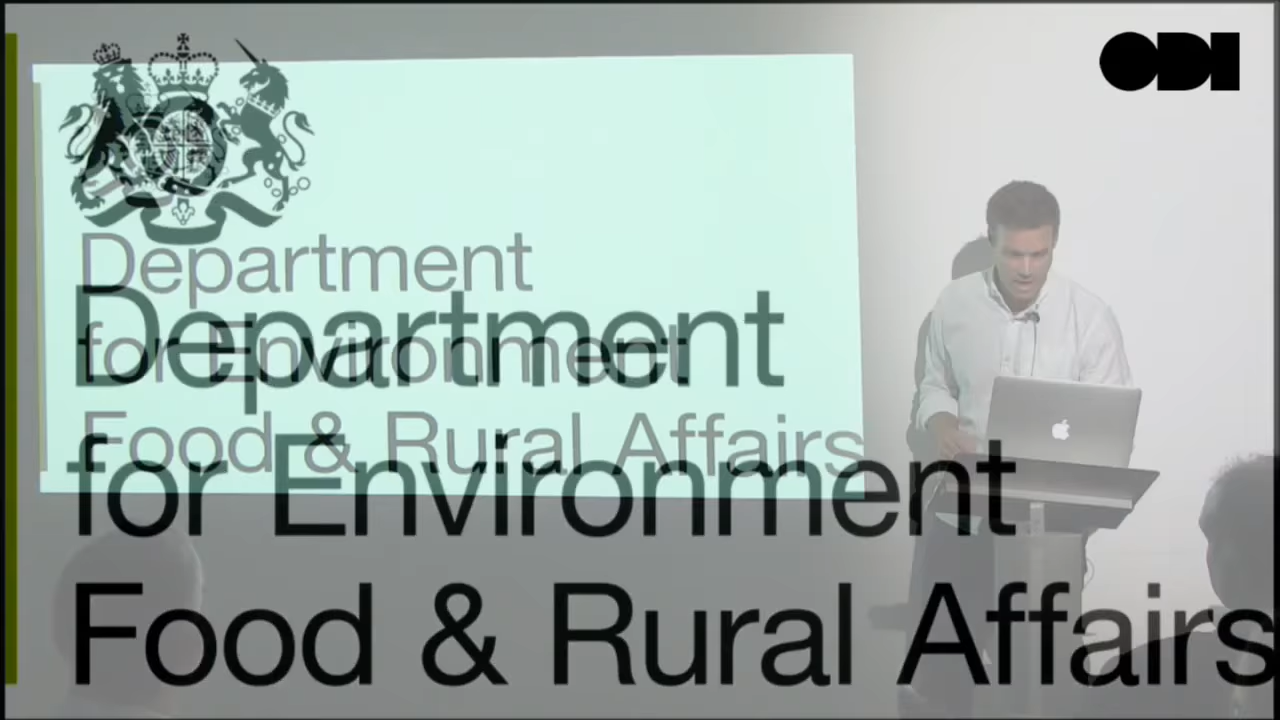 ODI
Department
for Environment
Food & Rural Affairs
Department
for Environment
Food & Rural Affairs